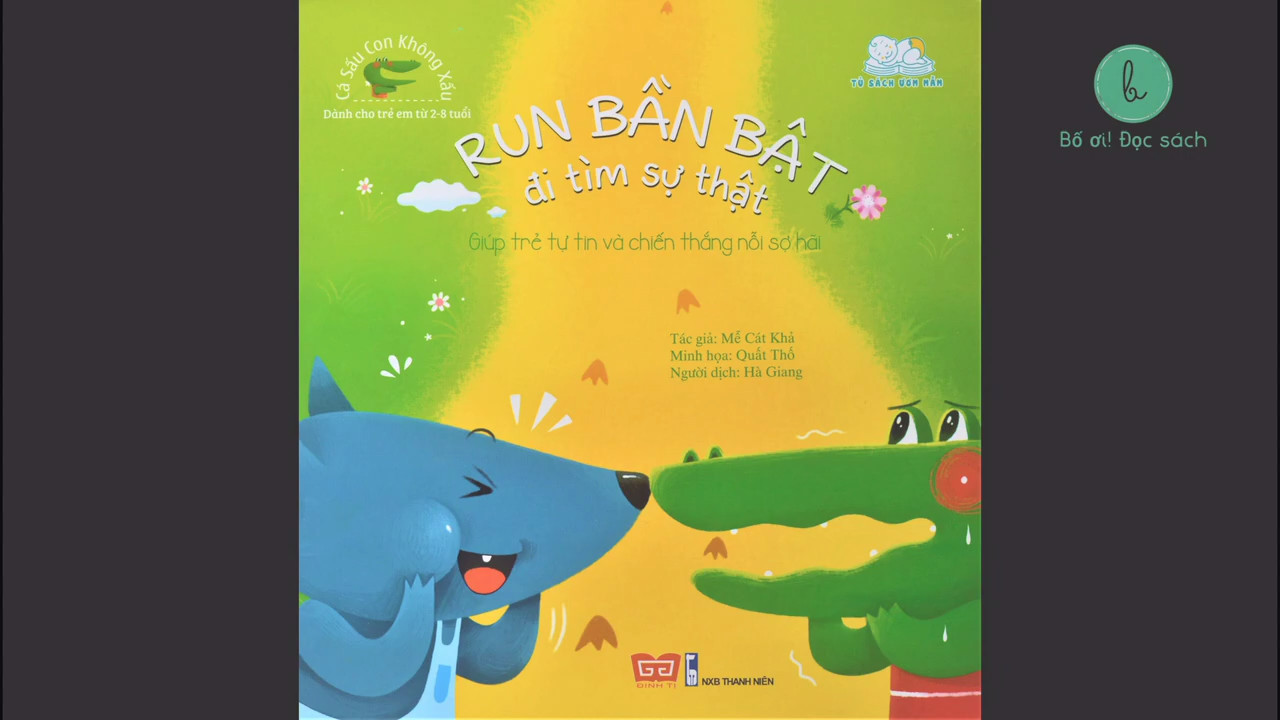 Cá Sấu Con Không Xấu
Dành cho trẻ em từ 2-8 tuổi
TỦ SÁCH ƯƠM MẦM
b
Bố ơi! Đọc sách
RUN BẦN BẬT
đi tìm sự thật
Giúp trẻ tự tin và chiến thắng nỗi sợ hãi
Tác giả: Mễ Cát Khả
Minh họa: Quất Thố
Người dịch: Hà Giang
ĐINH TỊ
NXB THANH NIÊN